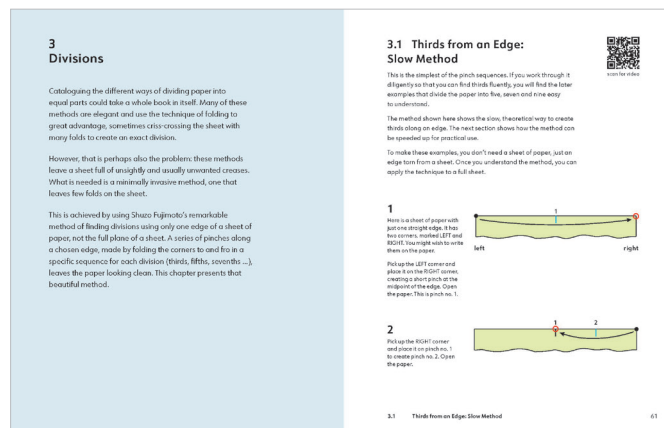 3
Divisions
Cataloguing the different ways of dividing paper into
equal parts could take a whole book in itself. Many of these
methods are elegant and use the technique of folding to
great advantage, sometimes criss-crossing the sheet with
many folds to create an exact division.
However, that is perhaps also the problem: these methods
leave a sheet full of unsightly and usually unwanted creases.
What is needed is a minimally invasive method, one that
leaves few folds on the sheet.
This is achieved by using Shuzo Fujimoto's remarkable
method of finding divisions using only one edge of a sheet of
paper, not the full plane of a sheet. A series of pinches along
a chosen edge, made by folding the corners to and fro in a
specific sequence for each division (thirds, fifths, sevenths ...),
leaves the paper looking clean. This chapter presents that
beautiful method.
3.1 Thirds from an Edge:
Slow Method
scan for video
This is the simplest of the pinch sequences. If you work through it
diligently so that you can find thirds fluently, you will find the later
examples that divide the paper into five, seven and nine easy
to understand.
The method shown here shows the slow, theoretical way to create
thirds along an edge. The next section shows how the method can
be speeded up for practical use.
To make these examples, you don't need a sheet of paper, just an
edge torn from a sheet. Once you understand the method, you can
apply the technique to a full sheet.
1
Here is a sheet of paper with
just one straight edge. It has
two corners, marked LEFT and
RIGHT. You might wish to write
them on the paper.
Pick up the LEFT corner and
place it on the RIGHT corner,
creating a short pinch at the
midpoint of the edge. Open
the paper. This is pinch no. 1.
1
left right
2
Pick up the RIGHT corner
and place it on pinch no. 1
to create pinch no. 2. Open
the paper.
1 2
3.1 Thirds from an Edge: Slow Method 61